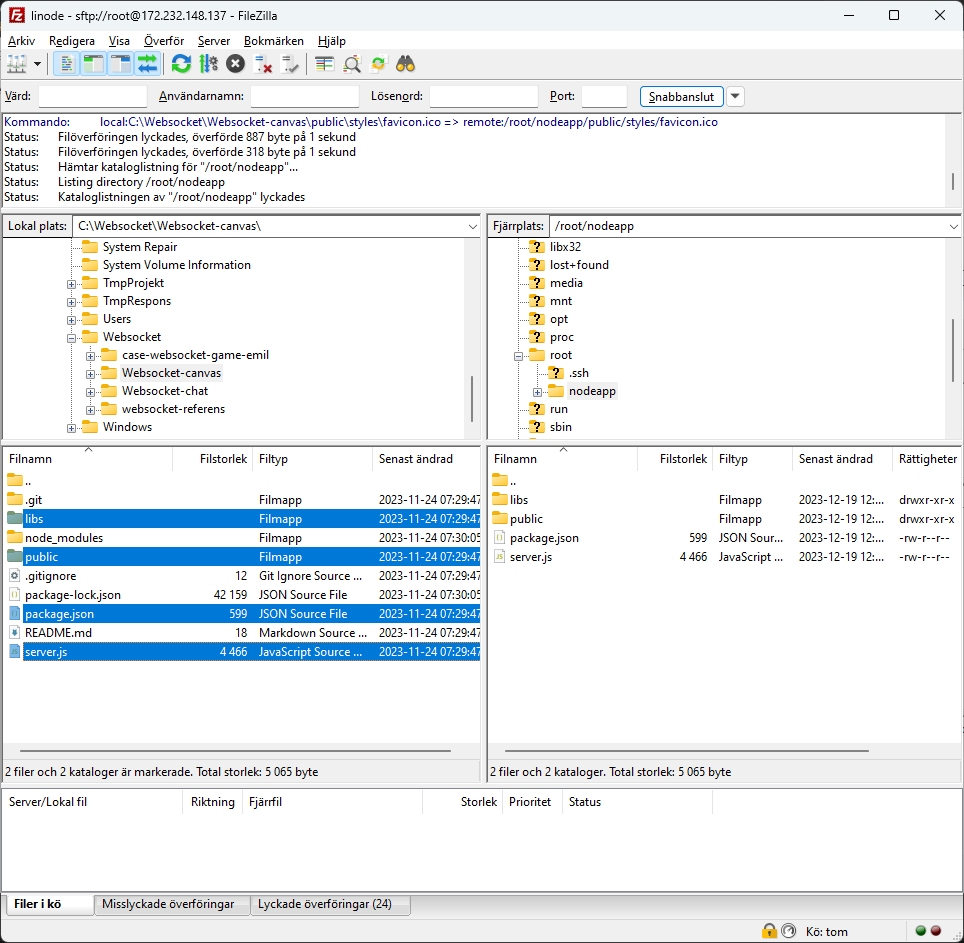 linode - sftp://root@172.232.148.137 - FileZilla
Arkiv Redigera Visa Överför Server Bokmärken Hjälp
Värd: Användarnamn: Lösenord: Port: Snabbanslut
Kommando: local:C:\Websocket\Websocket-canvas\public\styles\favicon.ico => remote:/root/nodeapp/public/styles/favicon.ico
Status: Filöverföringen lyckades, överförde 887 byte på 1 sekund
Status: Filöverföringen lyckades, överförde 318 byte på 1 sekund
Status: Hämtar kataloglistning för "/root/nodeapp"...
Status: Listing directory /root/nodeapp
Status: Kataloglistningen av "/root/nodeapp" lyckades
Lokal plats: C:\Websocket\Websocket-canvas\
System Repair
System Volume Information
TmpProjekt
TmpRespons
Users
Websocket
case-websocket-game-emil
Websocket-canvas
Websocket-chat
websocket-referens
Windows
Fjärrplats: /root/nodeapp
libx32
lost+found
media
mnt
opt
proc
root
.ssh
nodeapp
run
sbin
Filnamn Filstorlek Filtyp Senast ändrad
..
.git Filmapp 2023-11-24 07:29:47
libs Filmapp 2023-11-24 07:29:47
node_modules Filmapp 2023-11-24 07:30:05
public Filmapp 2023-11-24 07:29:47
.gitignore 12 Git Ignore Source ... 2023-11-24 07:29:47
package-lock.json 42 159 JSON Source File 2023-11-24 07:30:05
package.json 599 JSON Source File 2023-11-24 07:29:47
README.md 18 Markdown Source ... 2023-11-24 07:29:47
server.js 4 466 JavaScript Source ... 2023-11-24 07:29:47
2 filer och 2 kataloger är markerade. Total storlek: 5 065 byte
Filnamn Filstorlek Filtyp Senast ändrad Rättigheter
..
libs Filmapp 2023-12-19 12:... drwxr-xr-x
public Filmapp 2023-12-19 12:... drwxr-xr-x
package.json 599 JSON Sour... 2023-12-19 12:... -rw-r--r--
server.js 4 466 JavaScript ... 2023-12-19 12:... -rw-r--r--
2 filer och 2 kataloger. Total storlek: 5 065 byte
Server/Lokal fil Riktning Fjärrfil Storlek Prioritet Status
Filer i kö Misslyckade överföringar Lyckade överföringar (24)
Kö: tom